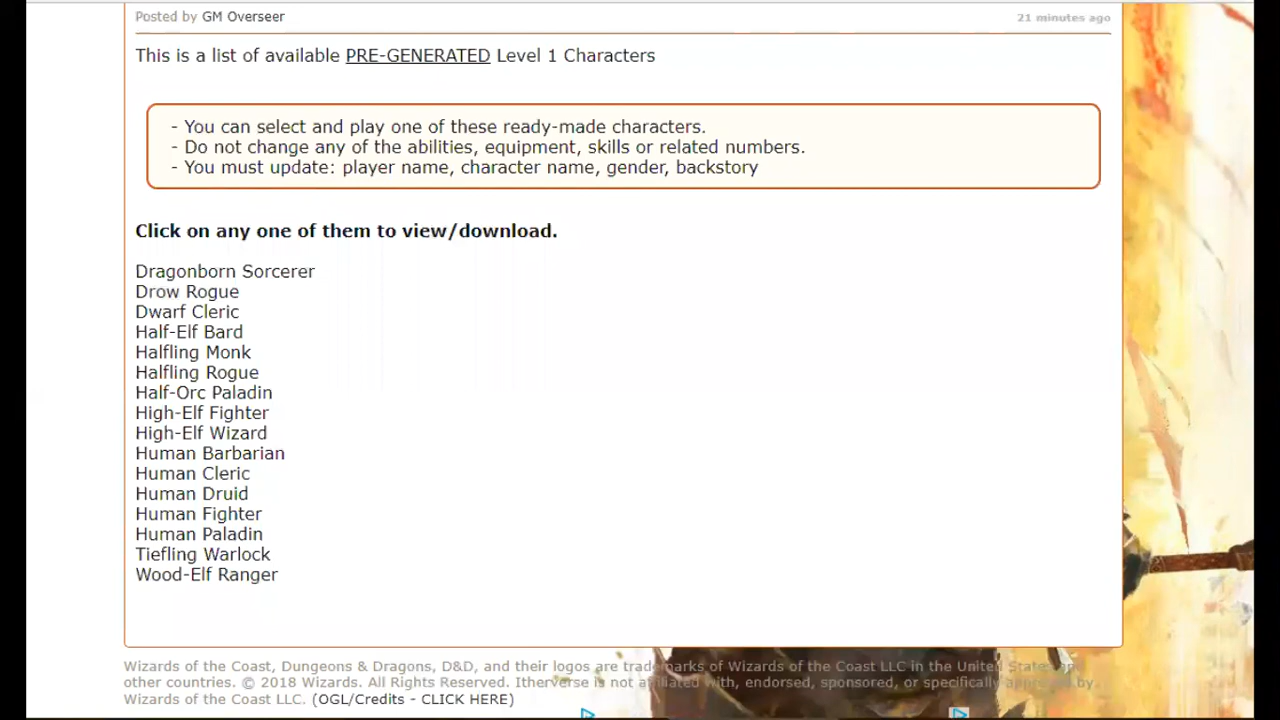 Posted by GM Overseer
21 minutes ago
This is a list of available PRE-GENERATED Level 1 Characters
- You can select and play one of these ready-made characters.
- Do not change any of the abilities, equipment, skills or related numbers.
- You must update: player name, character name, gender, backstory
Click on any one of them to view/download.
Dragonborn Sorcerer
Drow Rogue
Dwarf Cleric
Half-Elf Bard
Halfling Monk
Halfling Rogue
Half-Orc Paladin
High-Elf Fighter
High-Elf Wizard
Human Barbarian
Human Cleric
Human Druid
Human Fighter
Human Paladin
Tiefling Warlock
Wood-Elf Ranger
Wizards of the Coast, Dungeons & Dragons, D&D, and their logos are trademarks of Wizards of the Coast LLC in the United States and
other countries. © 2018 Wizards. All Rights Reserved. Itherverse is not affiliated with, endorsed, sponsored, or specifically approved by
Wizards of the Coast LLC. (OGL/Credits - CLICK HERE)